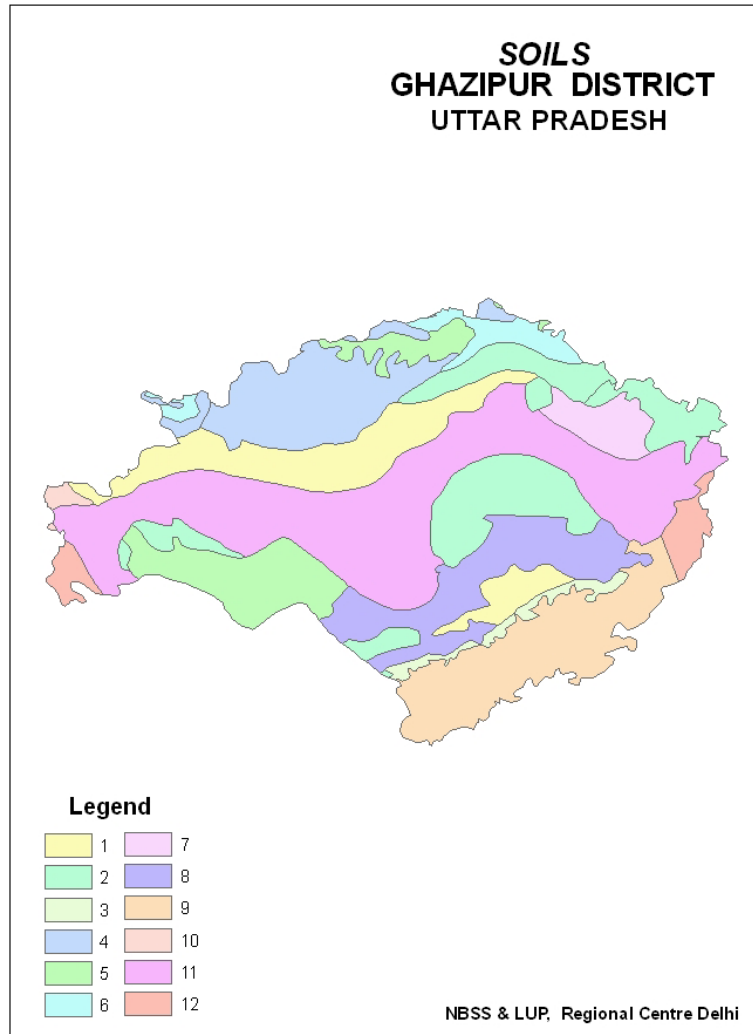 SOILS
GHAZIPUR DISTRICT
UTTAR PRADESH
Legend
1 7
2 8
3 9
4 10
5 11
6 12
NBSS & LUP, Regional Centre Delhi